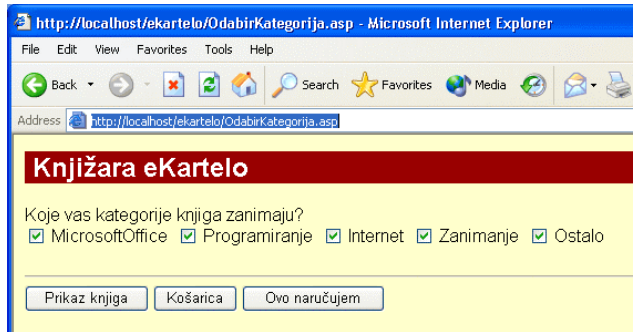 http://localhost/ekartelo/OdabirKategorija.asp - Microsoft Internet Explorer
File Edit View Favorites Tools Help
Back Search Favorites Media
Address http://localhost/ekartelo/OdabirKategorija.asp
Knjižara eKartelo
Koje vas kategorije knjiga zanimaju?
MicrosoftOffice Programiranje Internet Zanimanje Ostalo
Prikaz knjiga Košarica Ovo naručujem